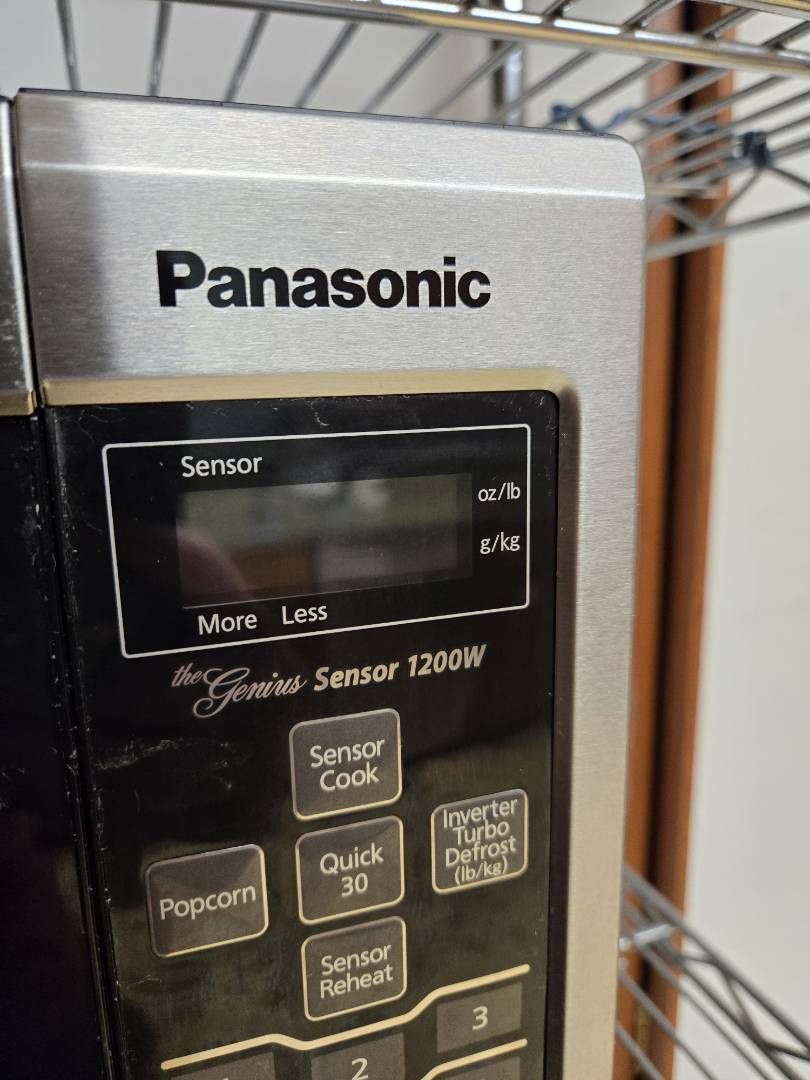 Panasonic
Sensor
oz/lb
g/kg
More Less
the Genius Sensor 1200W
Sensor
Cook
Inverter
Turbo
Defrost
(lb/kg)
Quick
30
Popcorn
Sensor
Reheat
3
2